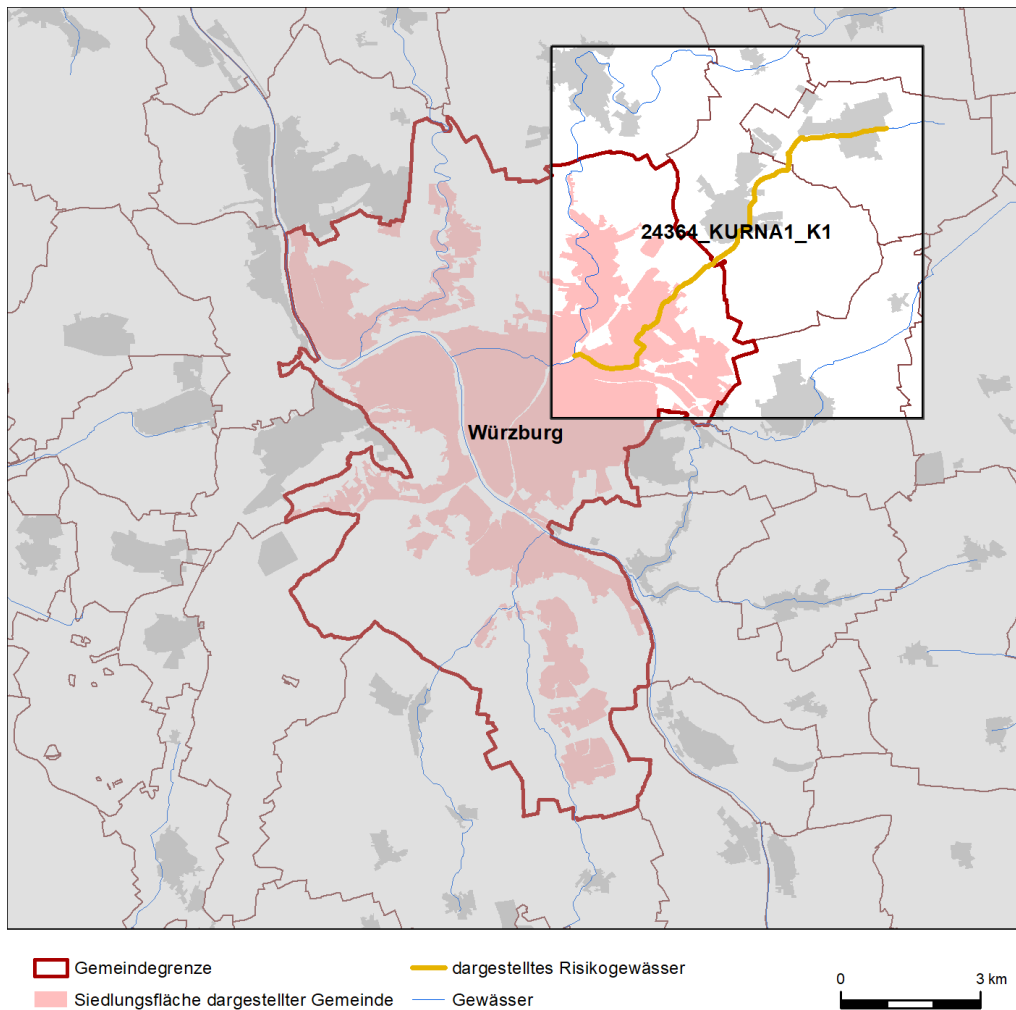 24364_KURNA1_K1
Würzburg
Gemeindegrenze
dargestelltes Risikogewässer
0 3 km
Siedlungsfläche dargestellter Gemeinde
Gewässer